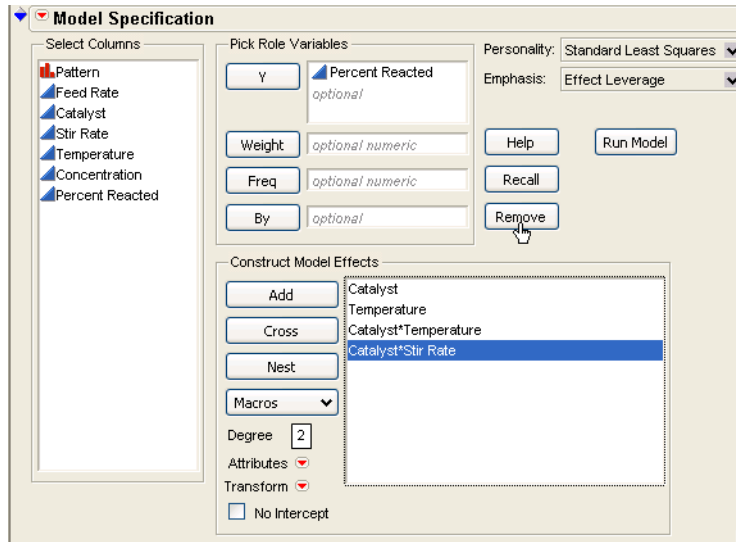 Model Specification
Select Columns
Pattern
Feed Rate
Catalyst
Stir Rate
Temperature
Concentration
Percent Reacted
Pick Role Variables
Y
Percent Reacted
optional
Weight
optional numeric
Freq
optional numeric
By
optional
Personality: Standard Least Squares
Emphasis: Effect Leverage
Help
Run Model
Recall
Remove
Construct Model Effects
Add
Cross
Nest
Macros
Degree 2
Attributes
Transform
No Intercept
Catalyst
Temperature
Catalyst*Temperature
Catalyst*Stir Rate